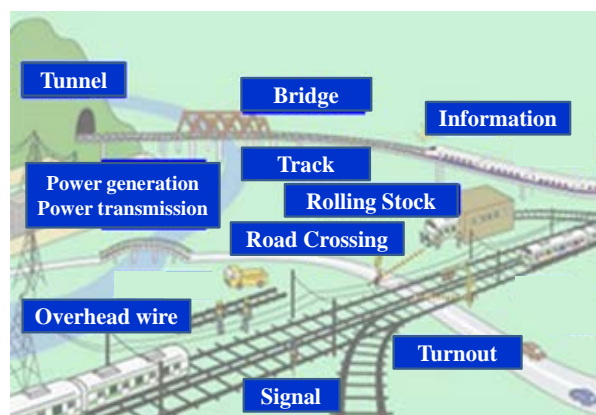 Tunnel
Bridge
Information
Track
Power generation
Power transmission
Rolling Stock
Road Crossing
Overhead wire
Turnout
Signal